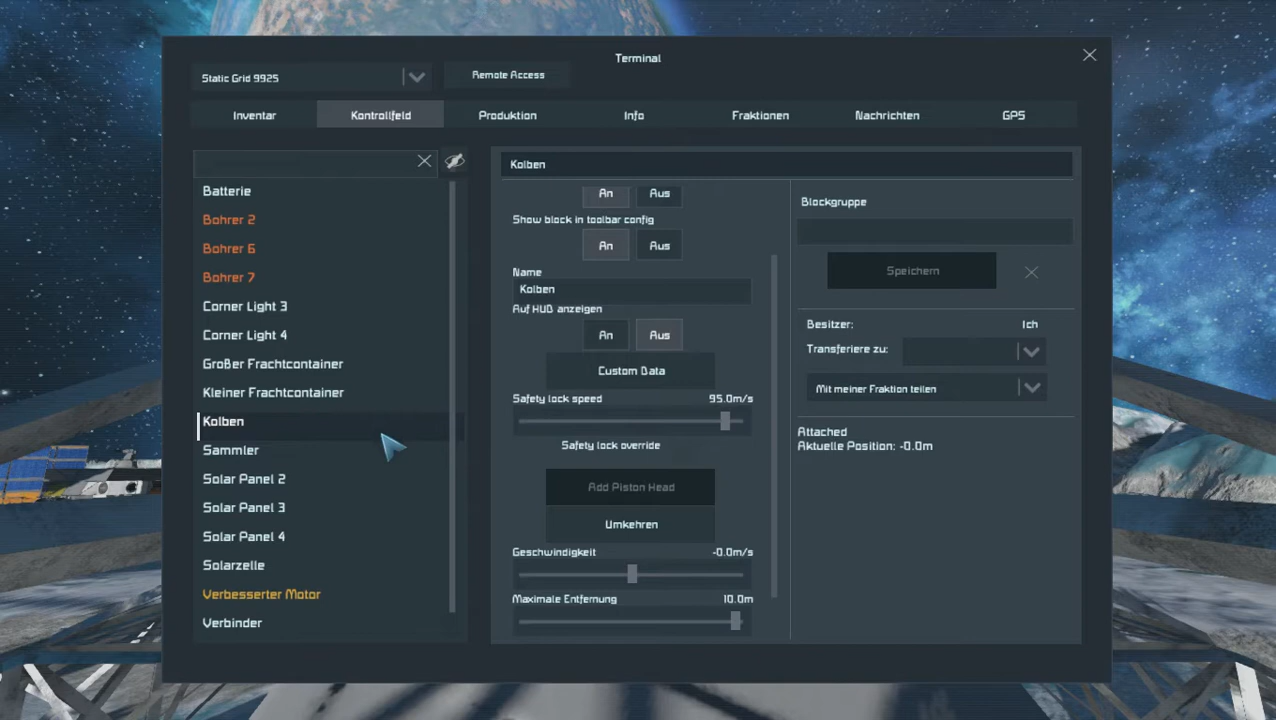 Terminal
Static Grid 9925
Remote Access
Inventar
Kontrollfeld
Produktion
Info
Fraktionen
Nachrichten
GPS
Batterie
Bohrer 2
Bohrer 6
Bohrer 7
Corner Light 3
Corner Light 4
Großer Frachtcontainer
Kleiner Frachtcontainer
Kolben
Sammler
Solar Panel 2
Solar Panel 3
Solar Panel 4
Solarzelle
Verbesserter Motor
Verbinder
Kolben
An Aus
Show block in toolbar config
An Aus
Name
Kolben
Auf HUD anzeigen
An Aus
Custom Data
Safety lock speed 95.0m/s
Safety lock override
Add Piston Head
Umkehren
Geschwindigkeit -0.0m/s
Maximale Entfernung 10.0m
Blockgruppe
Speichern
Besitzer: Ich
Transferiere zu:
Mit meiner Fraktion teilen
Attached
Aktuelle Position: -0.0m